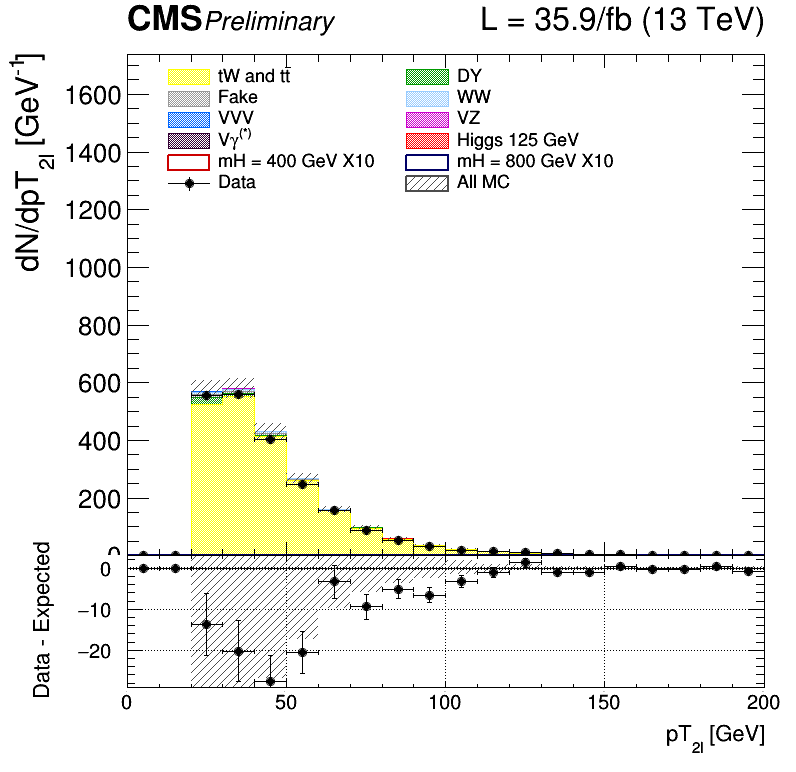 CMS Preliminary L = 35.9/fb (13 TeV)
dN/dpT2l [GeV-1]
1600
1400
1200
1000
800
600
400
200
0
tW and tt
DY
Fake
WW
VVV
VZ
Vγ(*)
Higgs 125 GeV
mH = 400 GeV X10
mH = 800 GeV X10
Data
All MC
Data - Expected
0
−10
−20
0 50 100 150 200
pT2l [GeV]